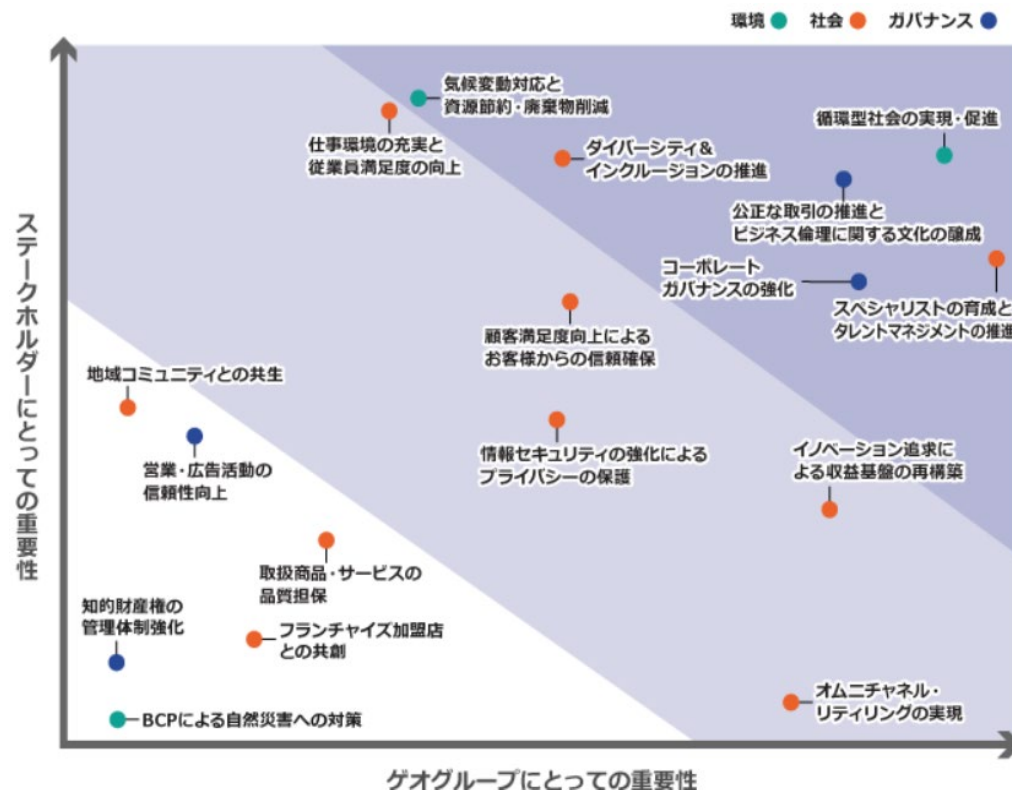 環境 社会 ガバナンス
気候変動対応と
資源節約・廃棄物削減
仕事環境の充実と
従業員満足度の向上
ダイバーシティ&
インクルージョンの推進
循環型社会の実現・促進
公正な取引の推進と
ビジネス倫理に関する文化の醸成
コーポレート
ガバナンスの強化
スペシャリストの育成と
タレントマネジメントの推進
顧客満足度向上による
お客様からの信頼確保
地域コミュニティとの共生
営業・広告活動の
信頼性向上
情報セキュリティの強化による
プライバシーの保護
イノベーション追求に
よる収益基盤の再構築
取扱商品・サービスの
品質担保
知的財産権の
管理体制強化
フランチャイズ加盟店
との共創
オムニチャネル・
リティリングの実現
BCPによる自然災害への対策
ステークホルダーにとっての重要性
ゲオグループにとっての重要性